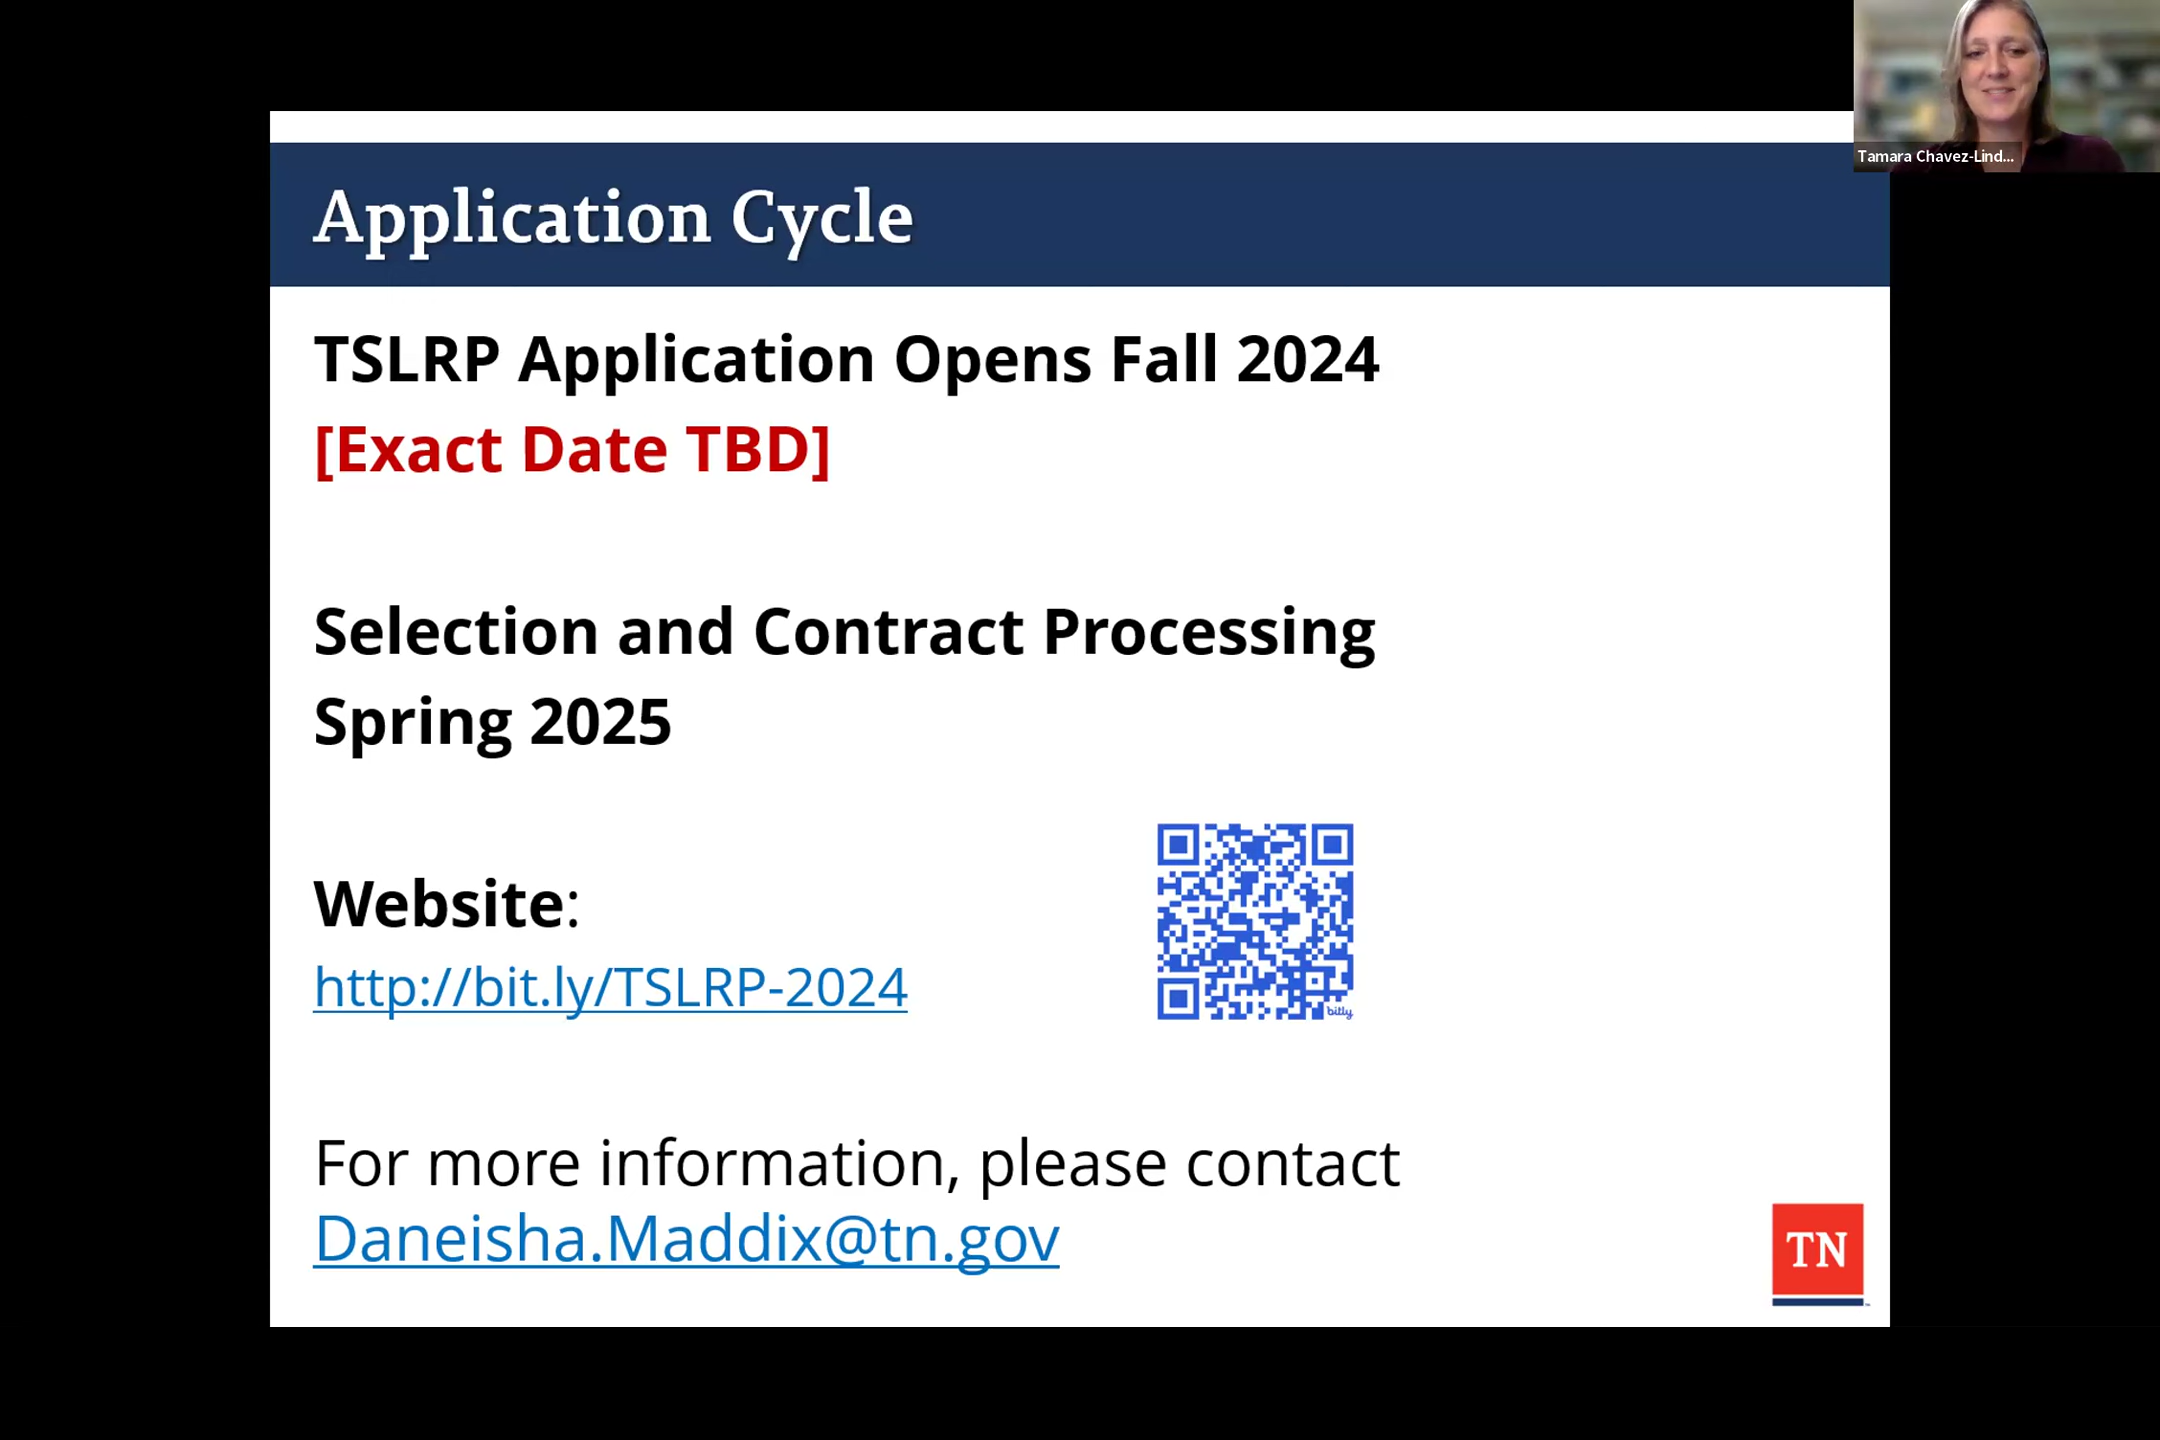 Tamara Chavez-Lind...
Application Cycle
TSLRP Application Opens Fall 2024
[Exact Date TBD]
Selection and Contract Processing
Spring 2025
Website:
http://bit.ly/TSLRP-2024
bitly
For more information, please contact
Daneisha.Maddix@tn.gov
TN